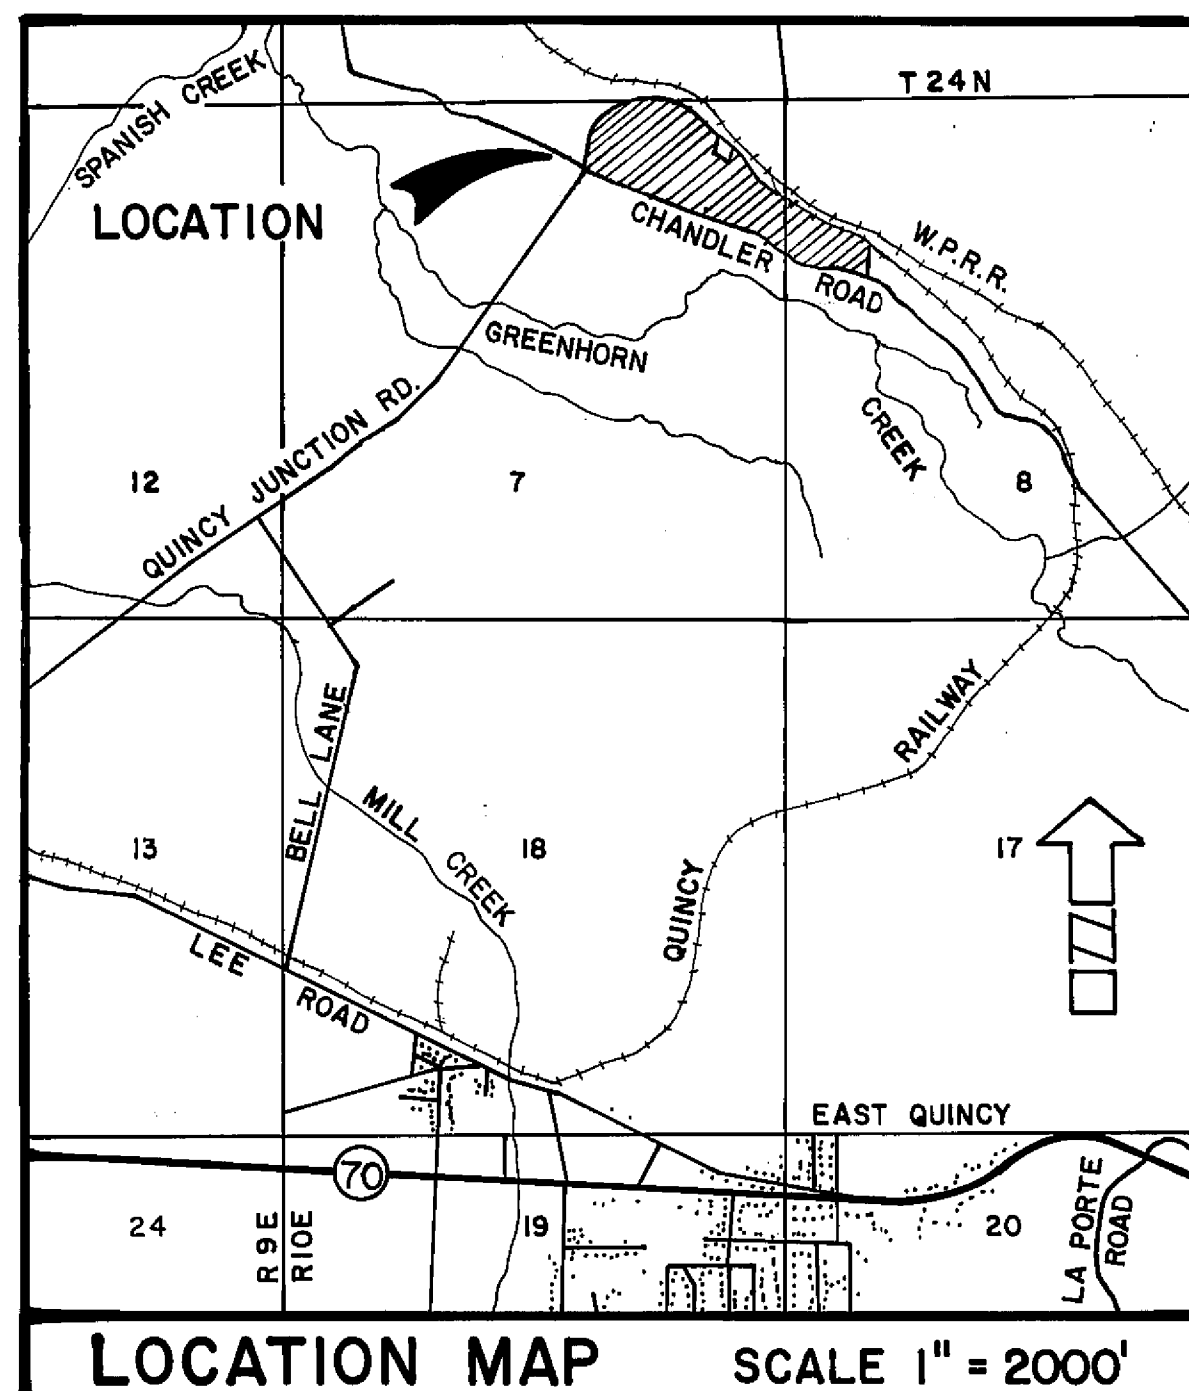 T 24 N
SPANISH CREEK
LOCATION
CHANDLER ROAD
W.P.R.R.
GREENHORN CREEK
QUINCY JUNCTION RD.
12
7
8
BELL LANE
MILL CREEK
QUINCY RAILWAY
13
18
17
LEE ROAD
EAST QUINCY
70
24
R9E
R10E
19
20
LA PORTE ROAD
LOCATION MAP
SCALE 1" = 2000'